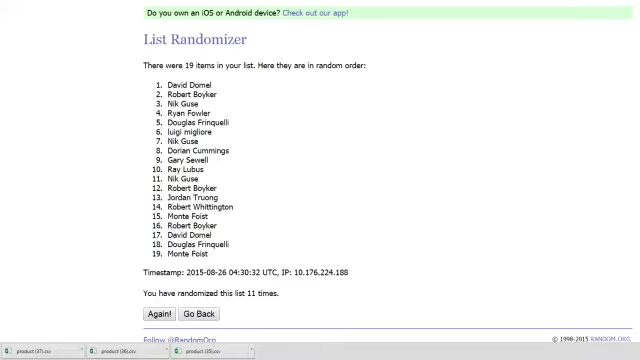 Do you own an iOS or Android device? Check out our app!
List Randomizer
There were 19 items in your list. Here they are in random order:
1. David Domel
2. Robert Boyker
3. Nik Guse
4. Ryan Fowler
5. Douglas Frinquelli
6. luigi migliore
7. Nik Guse
8. Dorian Cummings
9. Gary Sewell
10. Ray Lubus
11. Nik Guse
12. Robert Boyker
13. Jordan Truong
14. Robert Whittington
15. Monte Foist
16. Robert Boyker
17. David Domel
18. Douglas Frinquelli
19. Monte Foist
Timestamp: 2015-08-26 04:30:32 UTC, IP: 10.176.224.188
You have randomized this list 11 times.
Again! Go Back
Follow @RandomOrg © 1998-2015 RANDOM.ORG
product (37).csv product (36).csv product (35).csv